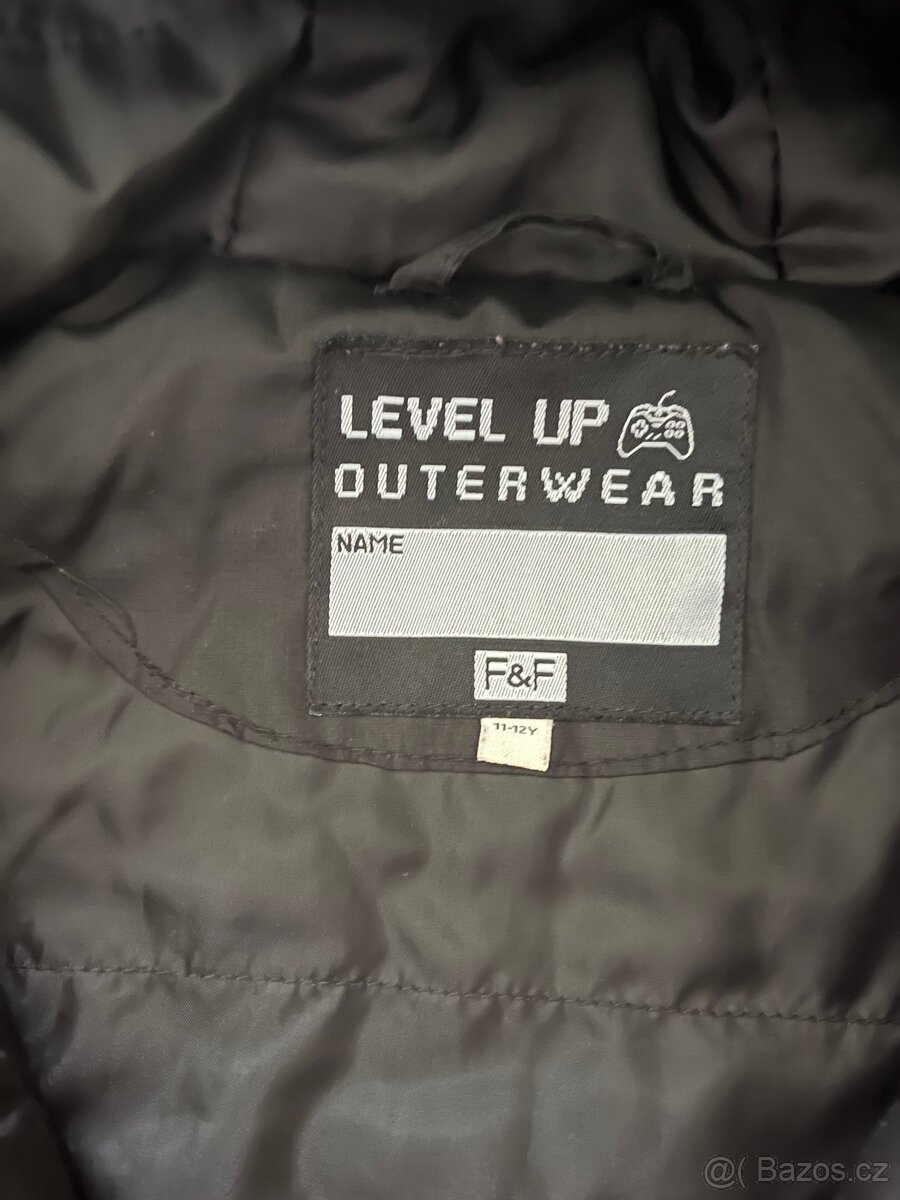 LEVEL UP
OUTERWEAR
NAME
F&F
11-12Y
@( Bazos.cz